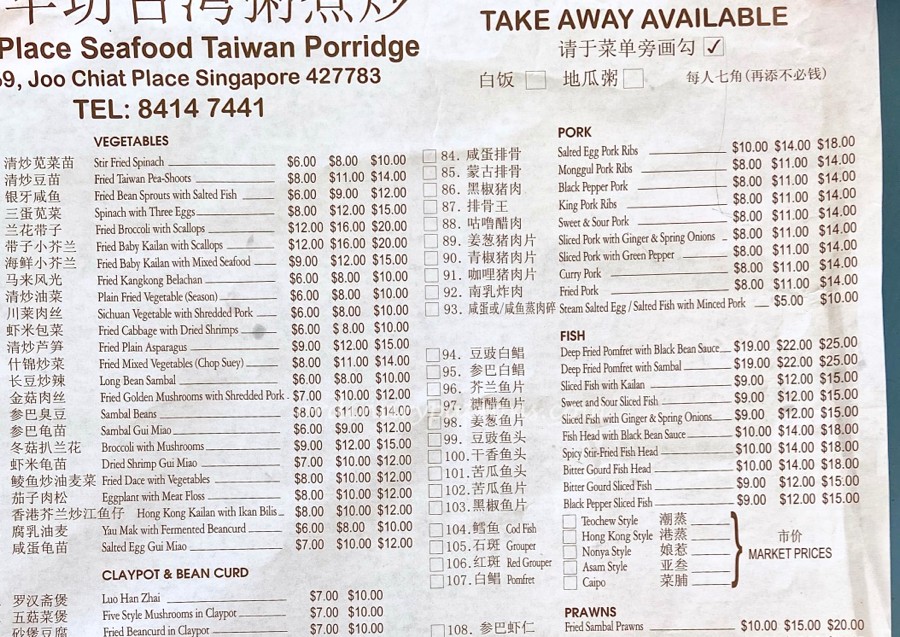 台湾粥煮炒
Place Seafood Taiwan Porridge
9, Joo Chiat Place Singapore 427783
TEL: 8414 7441
TAKE AWAY AVAILABLE
请于菜单旁画勾 ☑
白饭 □ 地瓜粥 □ 每人七角(再添不必钱)
VEGETABLES
清炒苋菜苗 Stir Fried Spinach $6.00 $8.00 $10.00
清炒豆苗 Fried Taiwan Pea-Shoots $8.00 $11.00 $14.00
银牙咸鱼 Fried Bean Sprouts with Salted Fish $6.00 $9.00 $12.00
三蛋苋菜 Spinach with Three Eggs $8.00 $12.00 $15.00
兰花带子 Fried Broccoli with Scallops $12.00 $16.00 $20.00
带子小芥兰 Fried Baby Kailan with Scallops $12.00 $16.00 $20.00
海鲜小芥兰 Fried Baby Kailan with Mixed Seafood $9.00 $12.00 $15.00
马来风光 Fried Kangkong Belachan $6.00 $8.00 $10.00
清炒油菜 Plain Fried Vegetable (Season) $6.00 $8.00 $10.00
川菜肉丝 Sichuan Vegetable with Shredded Pork $6.00 $8.00 $10.00
虾米包菜 Fried Cabbage with Dried Shrimps $6.00 $ 8.00 $10.00
清炒芦笋 Fried Plain Asparagus $9.00 $12.00 $15.00
什锦炒菜 Fried Mixed Vegetables (Chop Suey) $8.00 $11.00 $14.00
长豆炒辣 Long Bean Sambal $6.00 $8.00 $10.00
金菇肉丝 Fried Golden Mushrooms with Shredded Pork $7.00 $10.00 $12.00
参巴臭豆 Sambal Beans $8.00 $10.00 $12.00
参巴龟苗 Sambal Gui Miao $6.00 $9.00 $12.00
冬菇扒兰花 Broccoli with Mushrooms $9.00 $12.00 $15.00
虾米龟苗 Dried Shrimp Gui Miao $7.00 $10.00 $12.00
鲮鱼炒油麦菜 Fried Dace with Vegetables $8.00 $10.00 $12.00
茄子肉松 Eggplant with Meat Floss $8.00 $10.00 $12.00
香港芥兰炒江鱼仔 Hong Kong Kailan with Ikan Bilis $8.00 $10.00 $12.00
腐乳油麦 Yau Mak with Fermented Beancurd $6.00 $8.00 $10.00
咸蛋龟苗 Salted Egg Gui Miao $7.00 $10.00 $12.00
CLAYPOT & BEAN CURD
罗汉斋煲 Luo Han Zhai $7.00 $10.00
五菇菜煲 Five Style Mushrooms in Claypot $7.00 $10.00
砂煲豆腐 Fried Beancurd in Claypot $7.00 $10.00
PORK
84. 咸蛋排骨 Salted Egg Pork Ribs $10.00 $14.00 $18.00
85. 蒙古排骨 Monggul Pork Ribs $8.00 $11.00 $14.00
86. 黑椒猪肉 Black Pepper Pork $8.00 $11.00 $14.00
87. 排骨王 King Pork Ribs $8.00 $11.00 $14.00
88. 咕噜醋肉 Sweet & Sour Pork $8.00 $11.00 $14.00
89. 姜葱猪肉片 Sliced Pork with Ginger & Spring Onions $8.00 $11.00 $14.00
90. 青椒猪肉片 Sliced Pork with Green Pepper $8.00 $11.00 $14.00
91. 咖哩猪肉片 Curry Pork $8.00 $11.00 $14.00
92. 南乳炸肉 Fried Pork $8.00 $11.00 $14.00
93. 咸蛋或/咸鱼蒸肉碎 Steam Salted Egg / Salted Fish with Minced Pork $5.00 $10.00
FISH
94. 豆豉白鲳 Deep Fried Pomfret with Black Bean Sauce $19.00 $22.00 $25.00
95. 参巴白鲳 Deep Fried Pomfret with Sambal $19.00 $22.00 $25.00
96. 芥兰鱼片 Sliced Fish with Kailan $9.00 $12.00 $15.00
97. 糖醋鱼片 Sweet and Sour Sliced Fish $9.00 $12.00 $15.00
98. 姜葱鱼片 Sliced Fish with Ginger & Spring Onions $9.00 $12.00 $15.00
99. 豆豉鱼头 Fish Head with Black Bean Sauce $10.00 $14.00 $18.00
100. 干香鱼头 Spicy Stir-Fried Fish Head $10.00 $14.00 $18.00
101. 苦瓜鱼头 Bitter Gourd Fish Head $10.00 $14.00 $18.00
102. 苦瓜鱼片 Bitter Gourd Sliced Fish $9.00 $12.00 $15.00
103. 黑椒鱼片 Black Pepper Sliced Fish $9.00 $12.00 $15.00
104. 鳕鱼 Cod Fish
105. 石斑 Grouper
106. 红斑 Red Grouper
107. 白鲳 Pomfret
Teochew Style 潮蒸
Hong Kong Style 港蒸
Nonya Style 娘惹
Asam Style 亚叁
Caipo 菜脯
市价
MARKET PRICES
PRAWNS
108. 参巴虾仁 Fried Sambal Prawns $10.00 $15.00 $20.00